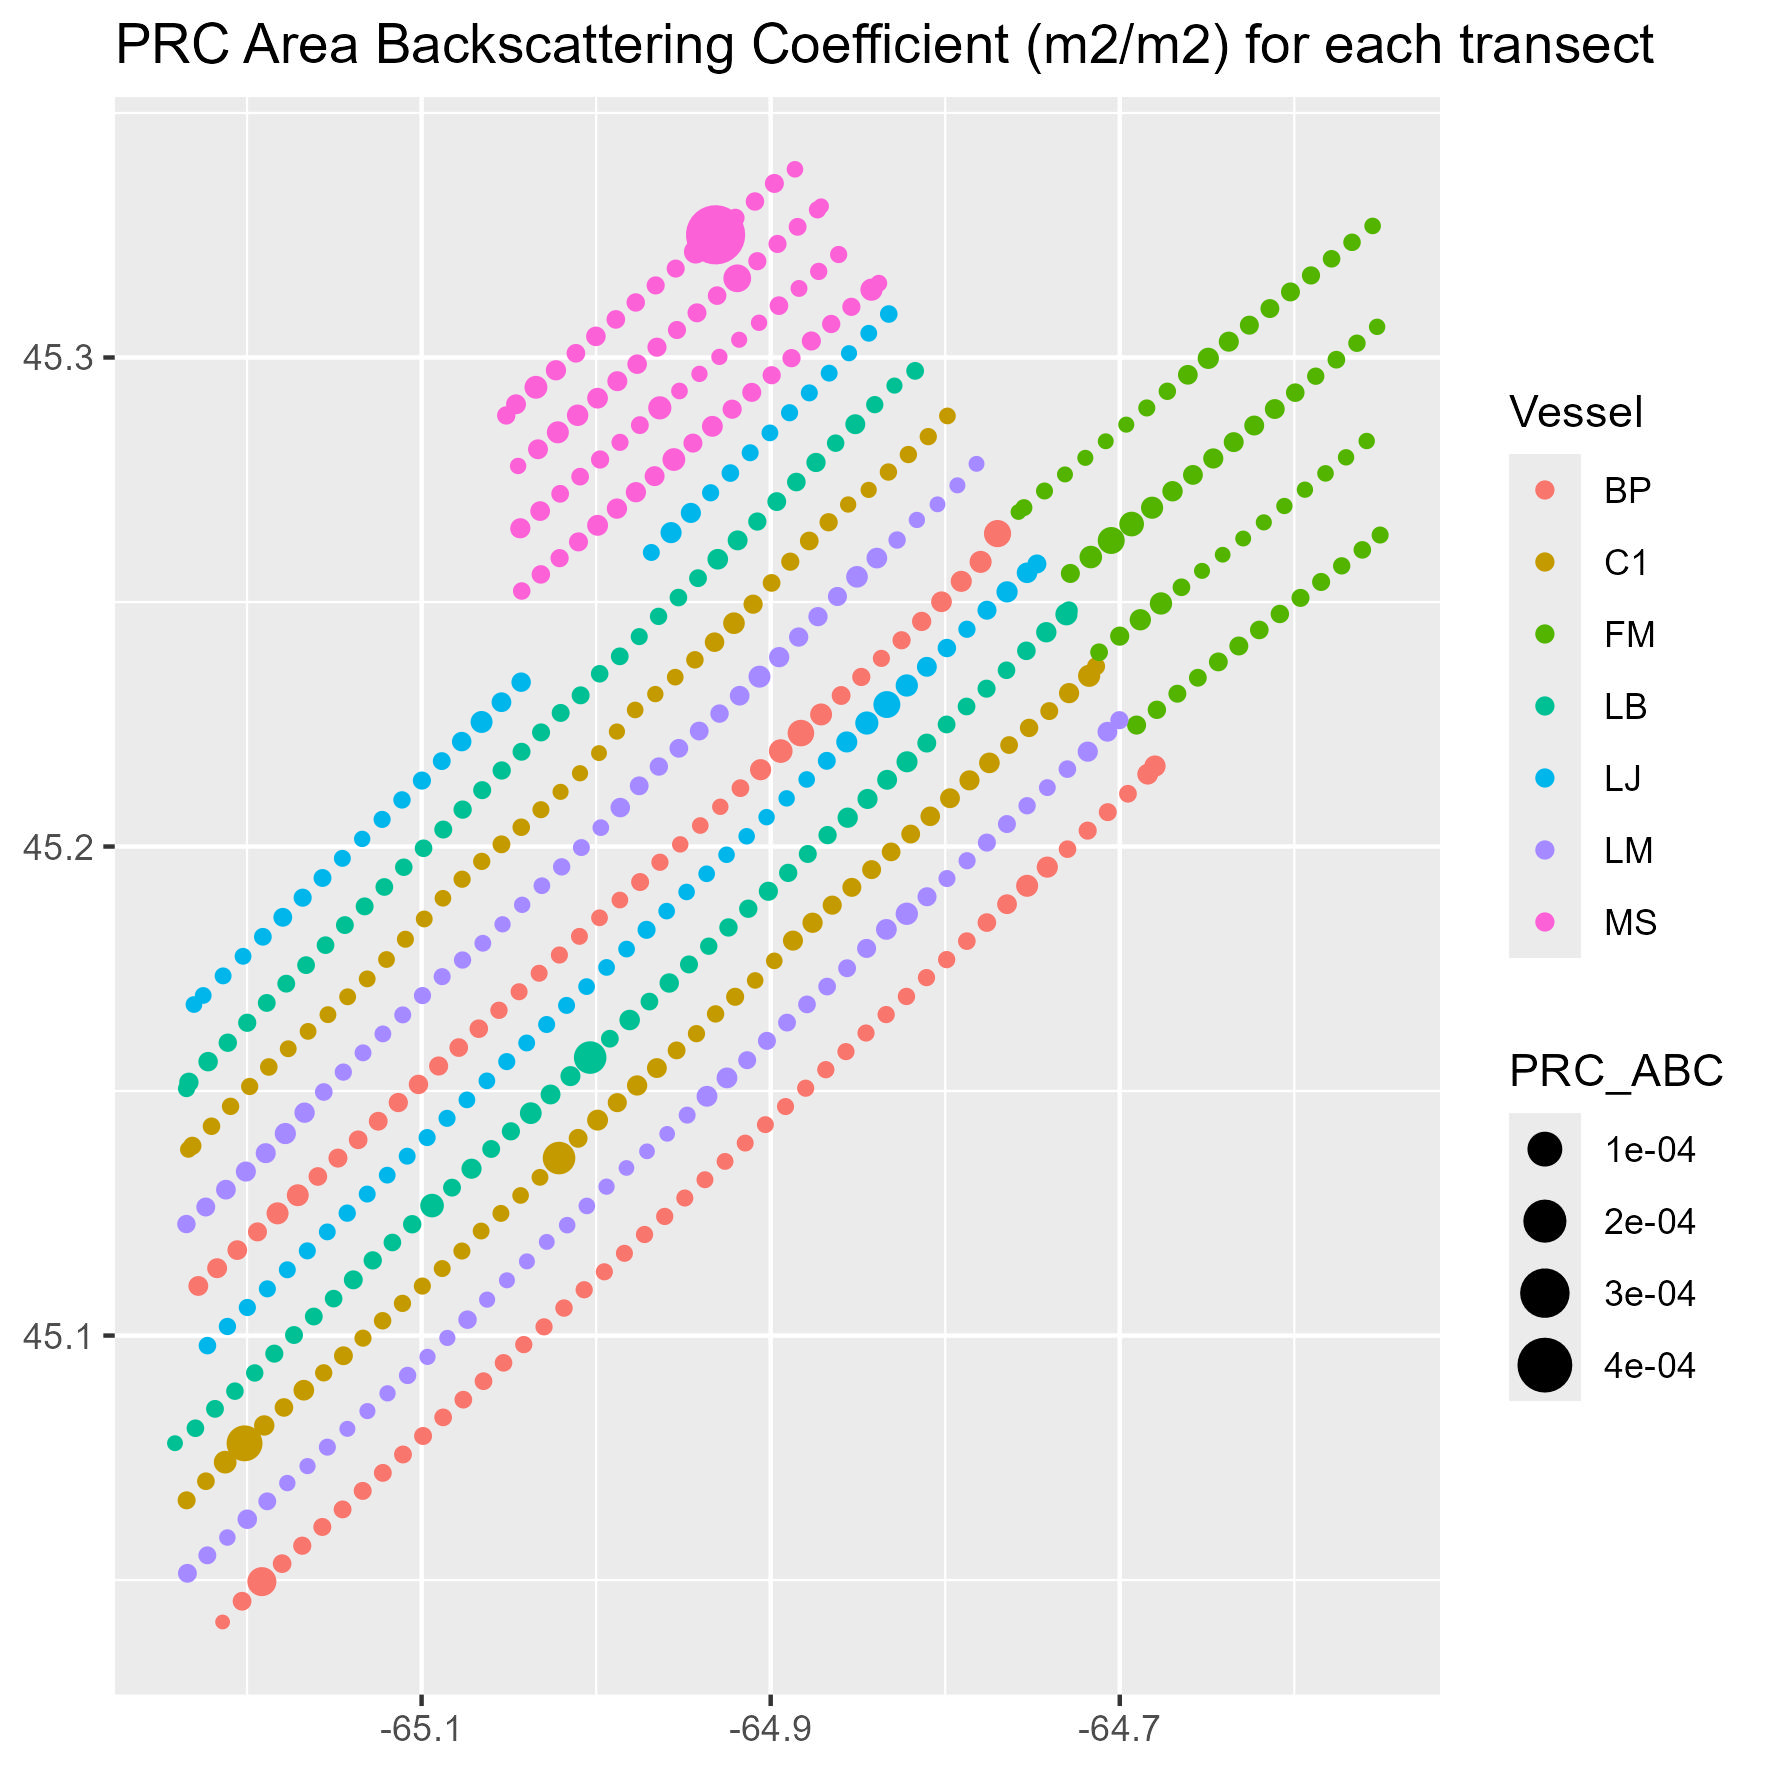 PRC Area Backscattering Coefficient (m2/m2) for each transect
45.3
45.2
45.1
-65.1
-64.9
-64.7
Vessel
BP
C1
FM
LB
LJ
LM
MS
PRC_ABC
1e-04
2e-04
3e-04
4e-04